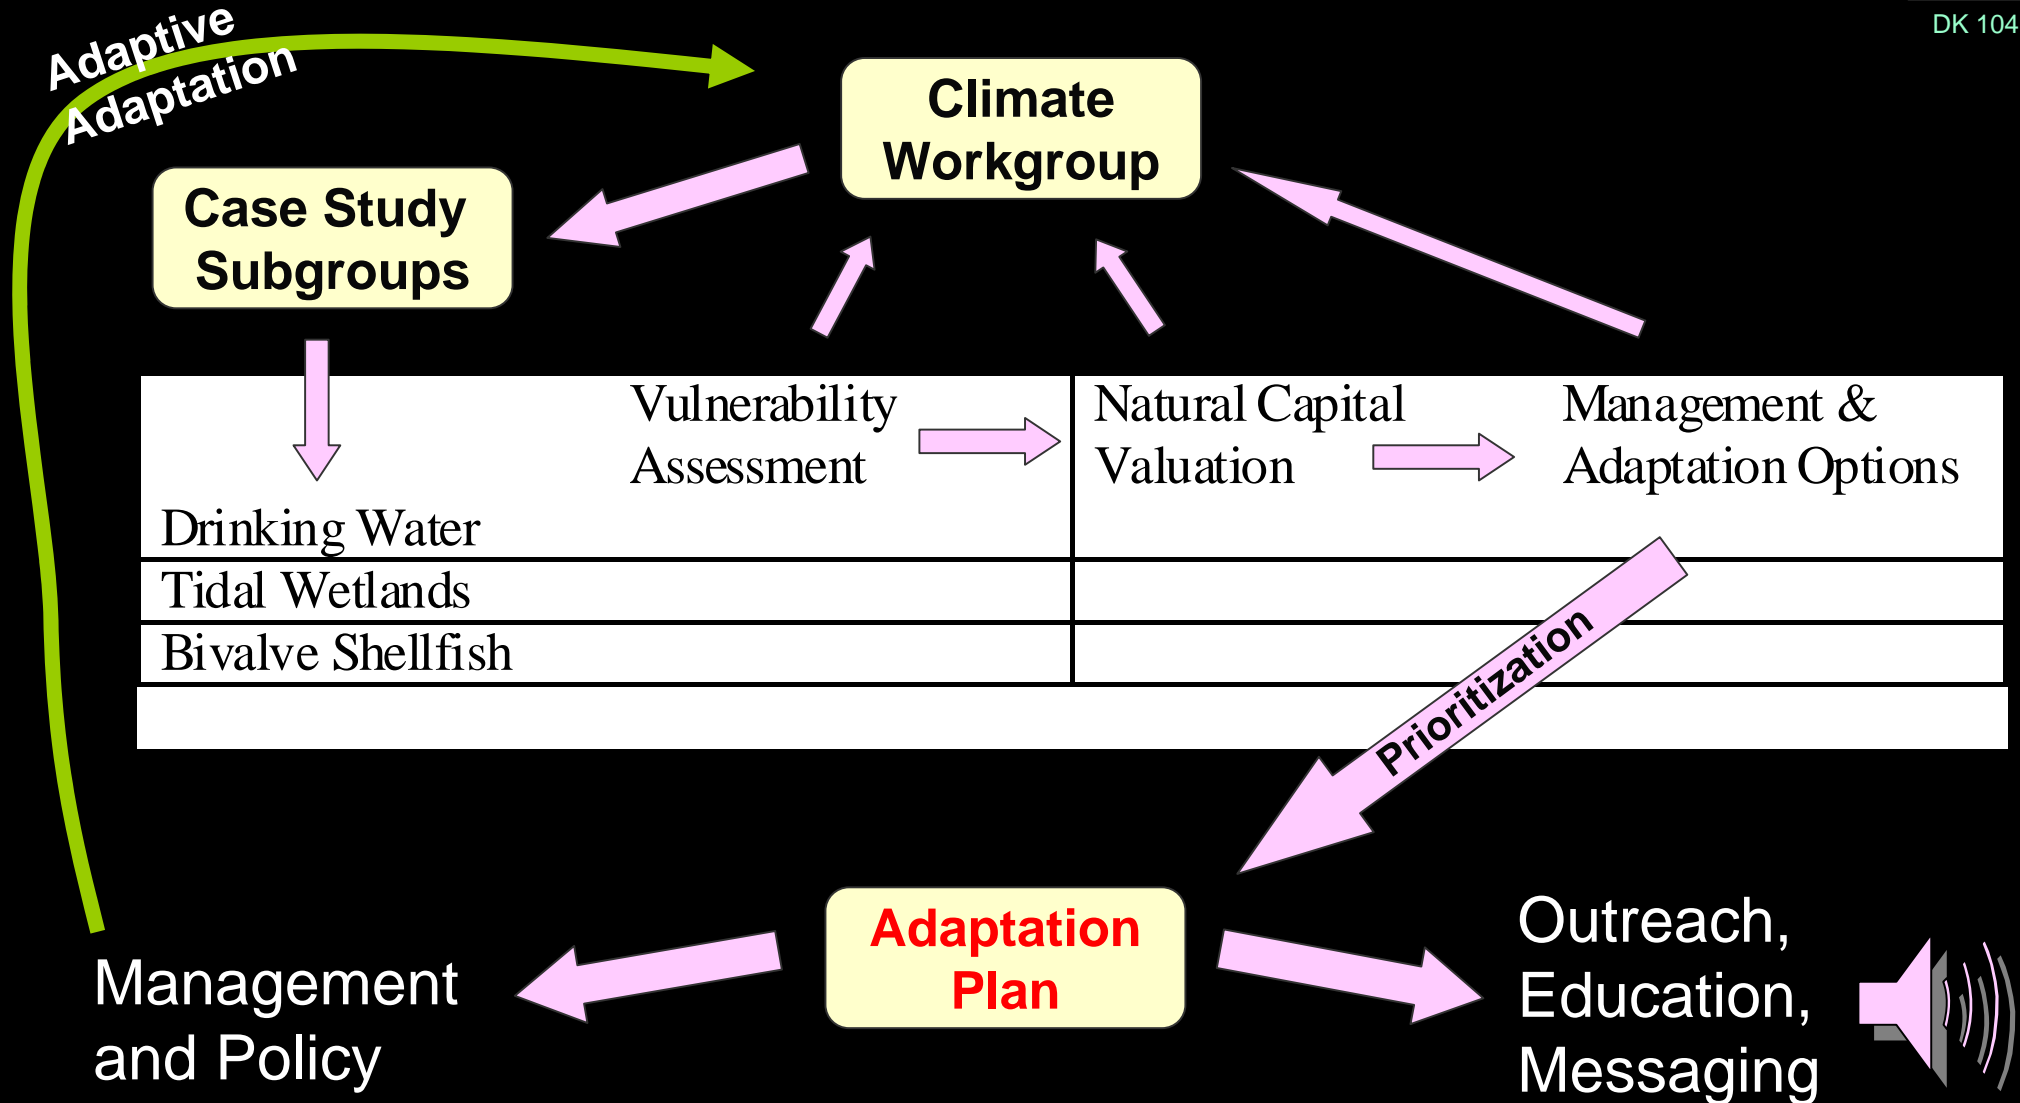 DK 104
Adaptive
Adaptation
Climate
Workgroup
Case Study
Subgroups
Vulnerability
Assessment
Natural Capital
Valuation
Management &
Adaptation Options
Drinking Water
Tidal Wetlands
Bivalve Shellfish
Prioritization
Adaptation
Plan
Management
and Policy
Outreach,
Education,
Messaging